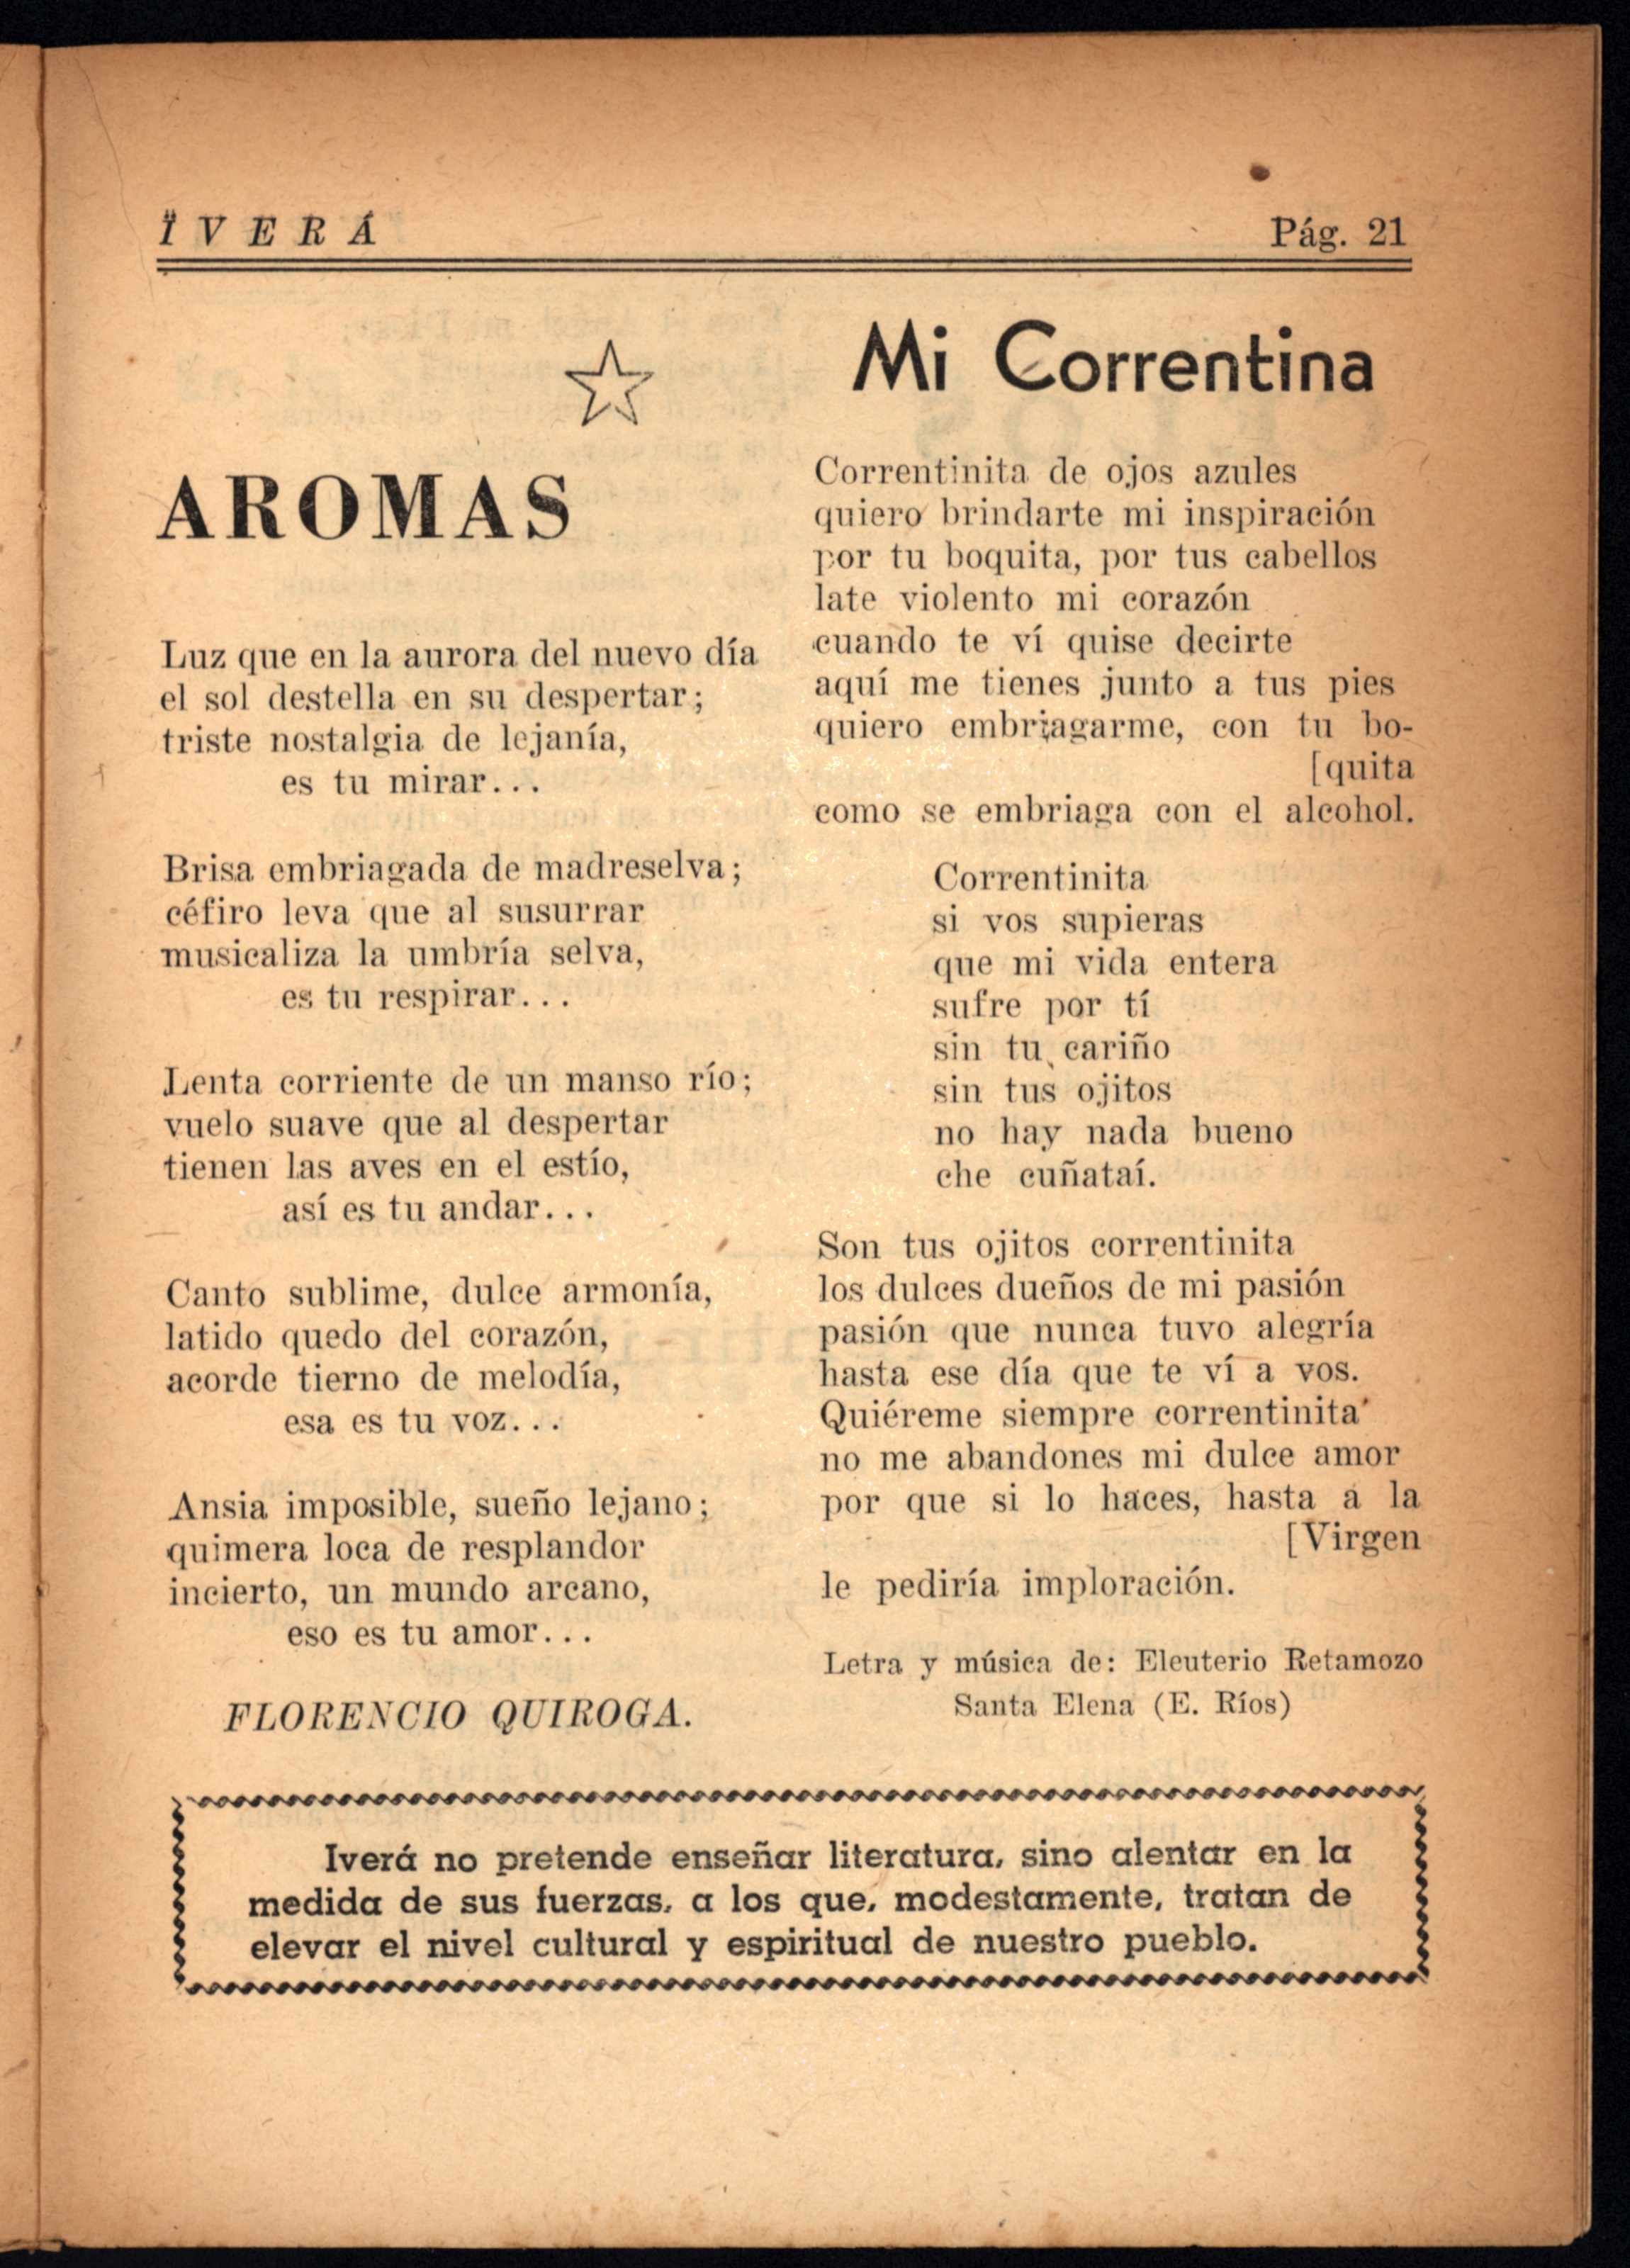 ÏVERÁ
Pág. 21
AROMAS
Luz que en la aurora del nuevo día
el sol destella en su despertar;
triste nostalgia de lejanía,
es tu mirar...
Brisa embriagada de madreselva;
céfiro leva que al susurrar
musicaliza la umbría selva,
es tu respirar...
Lenta corriente de un manso río;
vuelo suave que al despertar
tienen las aves en el estío,
así es tu andar...
Canto sublime, dulce armonía,
latido quedo del corazón,
acorde tierno de melodía,
esa es tu voz...
Ansia imposible, sueño lejano;
quimera loca de resplandor
incierto, un mundo arcano,
eso es tu amor...
FLORENCIO QUIROGA.
Mi Correntina
Correntinita de ojos azules
quiero brindarte mi inspiración
por tu boquita, por tus cabellos
late violento mi corazón
cuando te ví quise decirte
aquí me tienes junto a tus pies
quiero embriagarme, con tu bo-
[quita
como se embriaga con el alcohol.
Correntinita
si vos supieras
que mi vida entera
sufre por tí
sin tu cariño
sin tus ojitos
no hay nada bueno
che cuñataí.
Son tus ojitos correntinita
los dulces dueños de mi pasión
pasión que nunca tuvo alegría
hasta ese día que te ví a vos.
Quiéreme siempre correntinita
no me abandones mi dulce amor
por que si lo haces, hasta a la
[Virgen
le pediría imploración.
Letra y música de: Eleuterio Retamozo
Santa Elena (E. Ríos)
Iverá no pretende enseñar literatura, sino alentar en la
medida de sus fuerzas, a los que, modestamente, tratan de
elevar el nivel cultural y espiritual de nuestro pueblo.